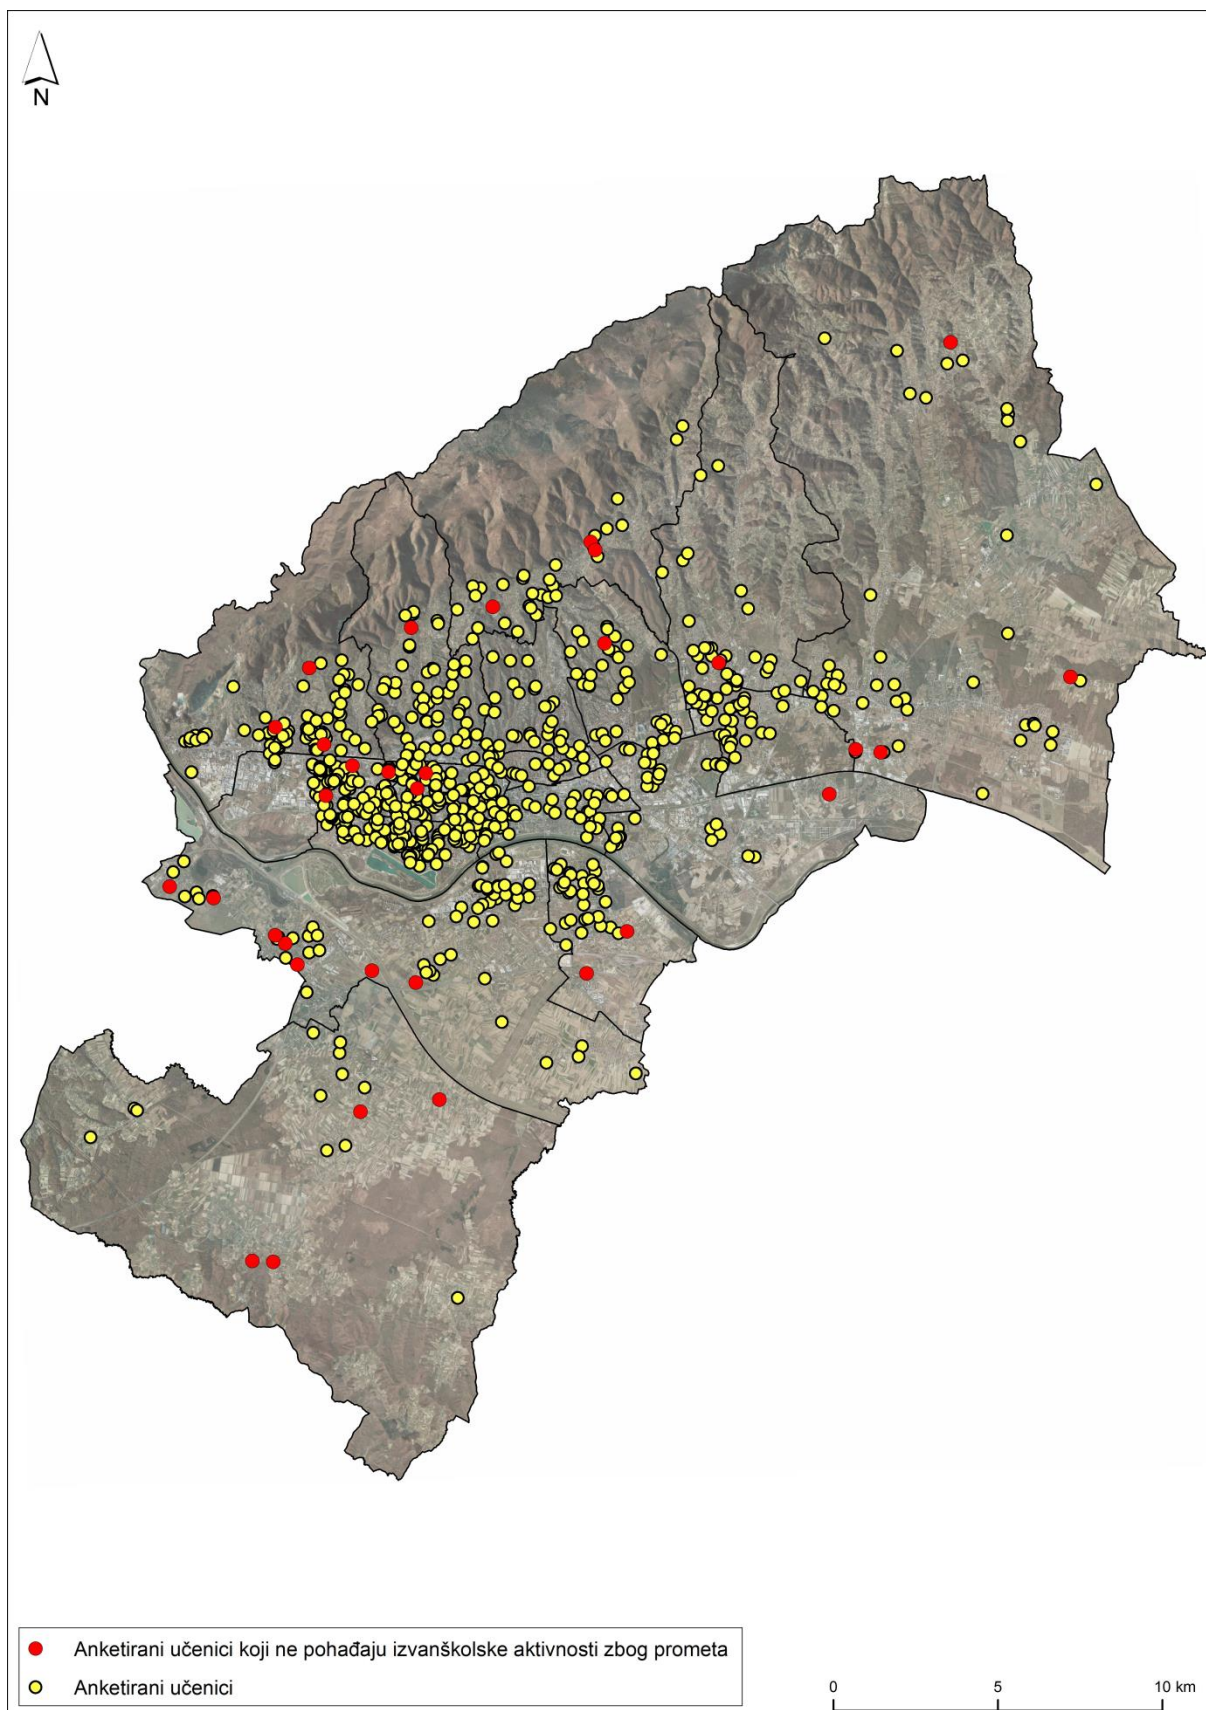 N
Anketirani učenici koji ne pohađaju izvanškolske aktivnosti zbog prometa
Anketirani učenici
0 5 10 km